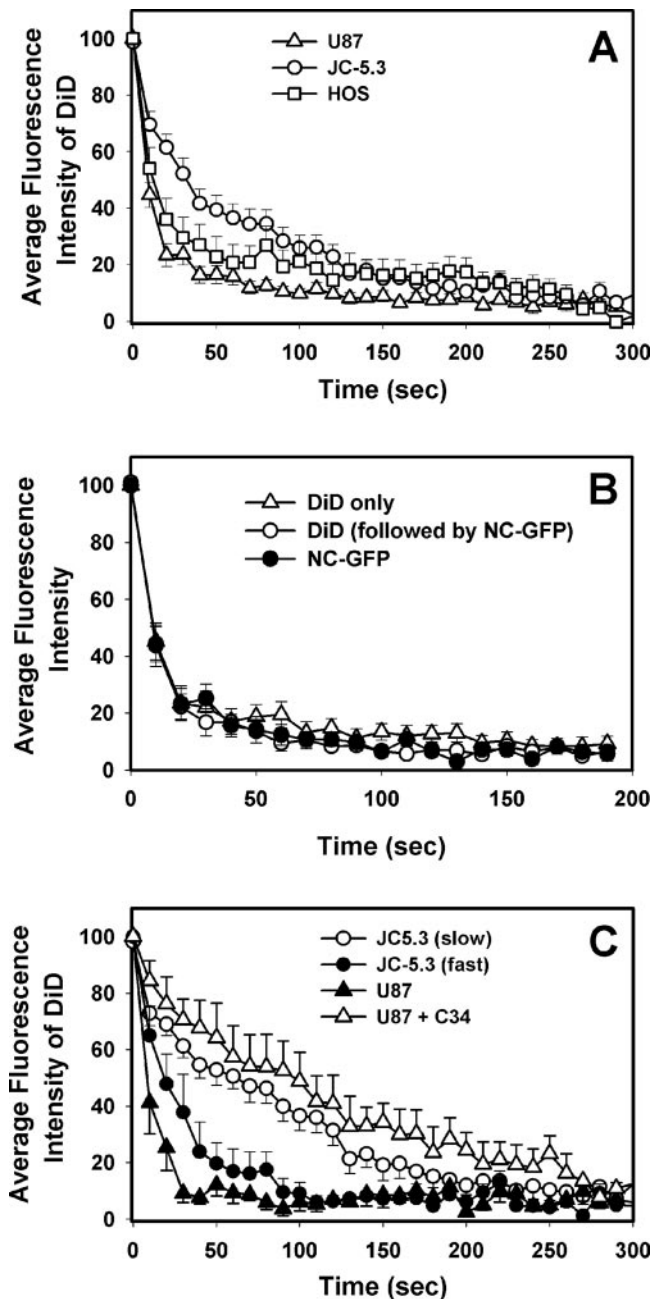 A
U87
JC-5.3
HOS
100
80
60
40
20
0
Average Fluorescence
Intensity of DiD
0 50 100 150 200 250 300
Time (sec)
B
DiD only
DiD (followed by NC-GFP)
NC-GFP
100
80
60
40
20
0
Average Fluorescence
Intensity
0 50 100 150 200
Time (sec)
C
JC5.3 (slow)
JC-5.3 (fast)
U87
U87 + C34
100
80
60
40
20
0
Average Fluorescence
Intensity of DiD
0 50 100 150 200 250 300
Time (sec)